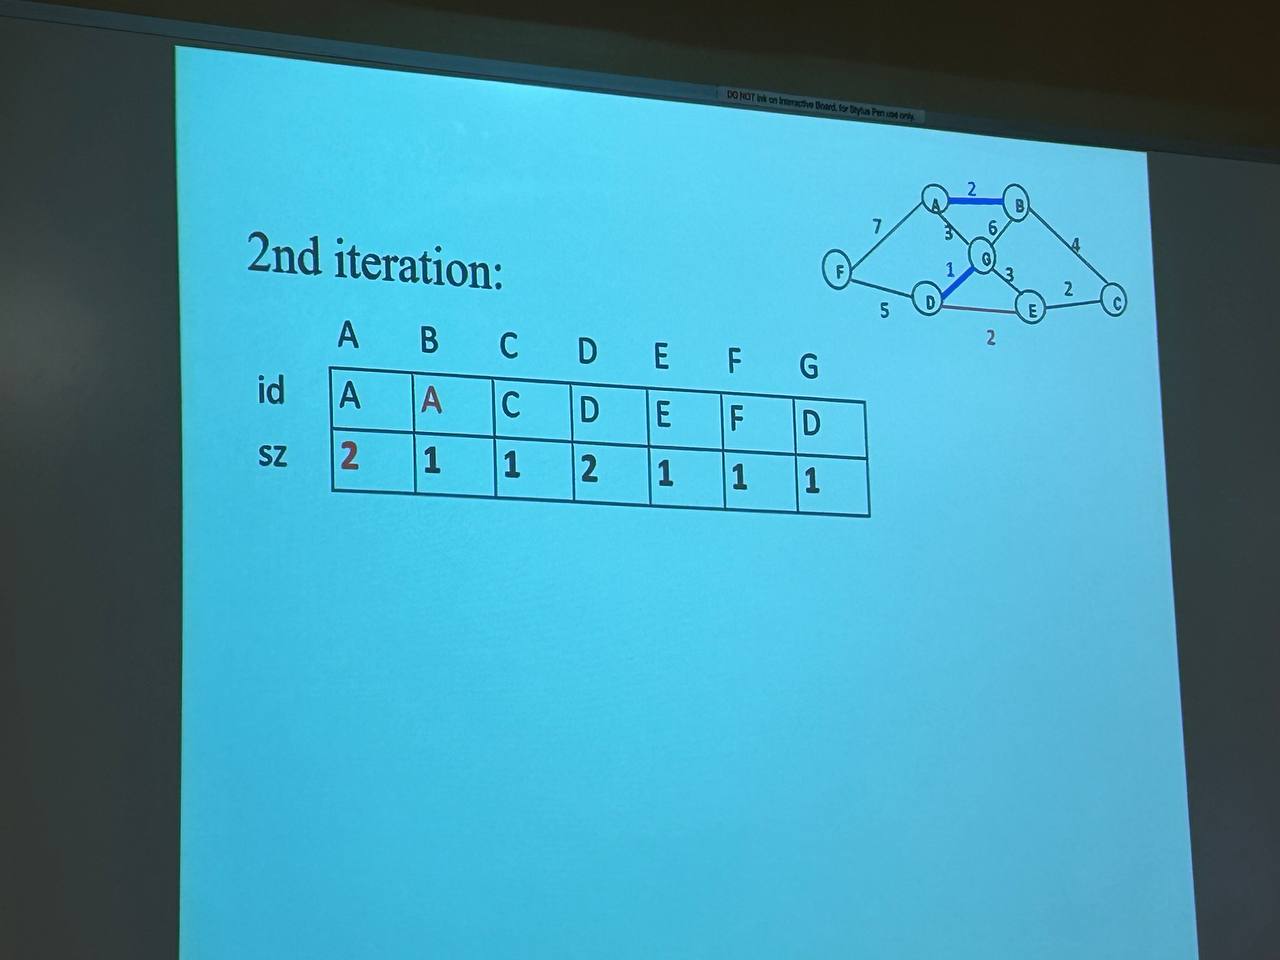 DO NOT ink on Interactive Board. for Stylus Pen use only.
2nd iteration:
A B C D E F G
id A A C D E F D
sz 2 1 1 2 1 1 1
2
A B
7 3 6 4
F G
1 3
D E 2 C
5
2